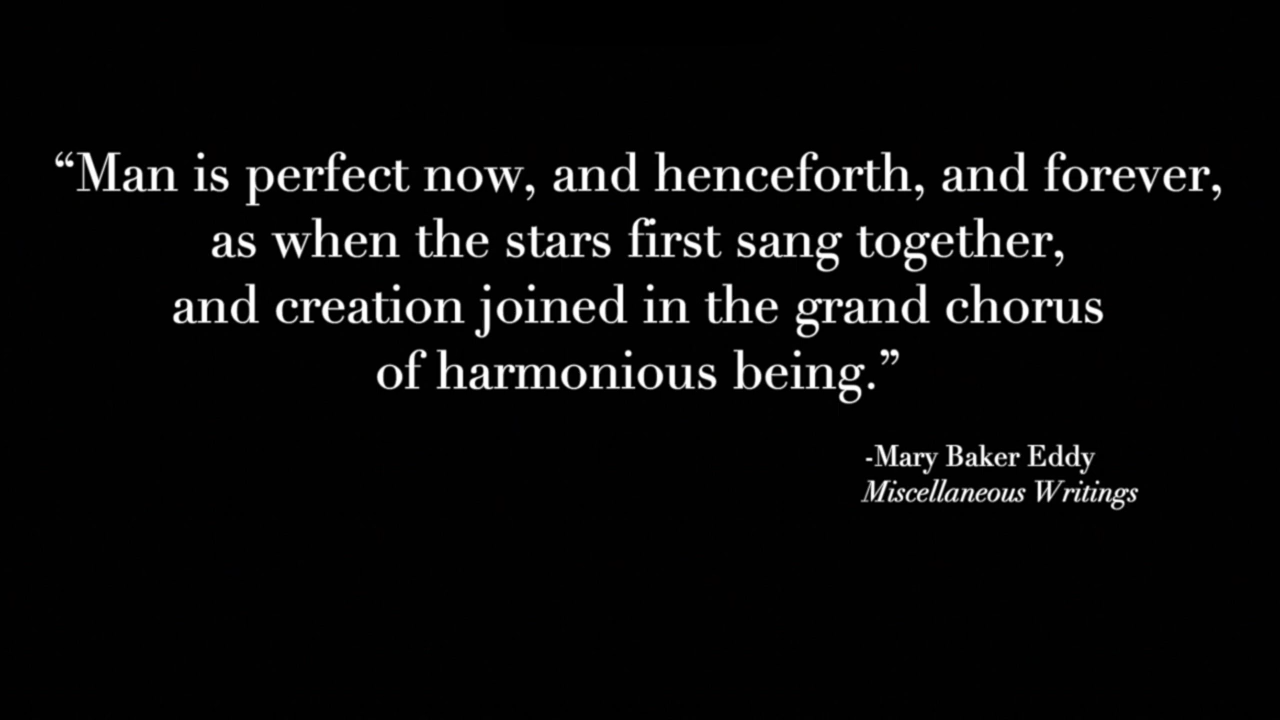 “Man is perfect now, and henceforth, and forever,
as when the stars first sang together,
and creation joined in the grand chorus
of harmonious being.”
-Mary Baker Eddy
Miscellaneous Writings